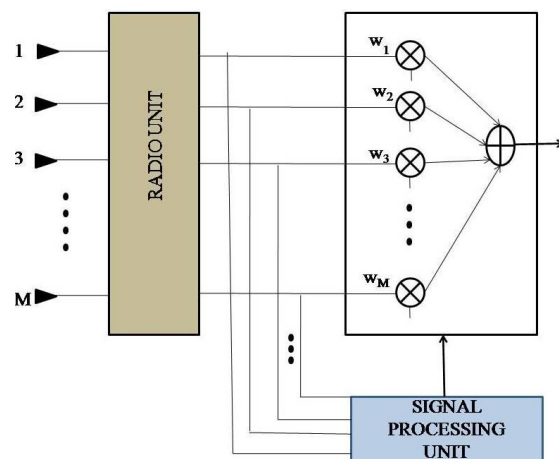 1
2
3
M
RADIO UNIT
w1
w2
w3
wM
SIGNAL
PROCESSING
UNIT